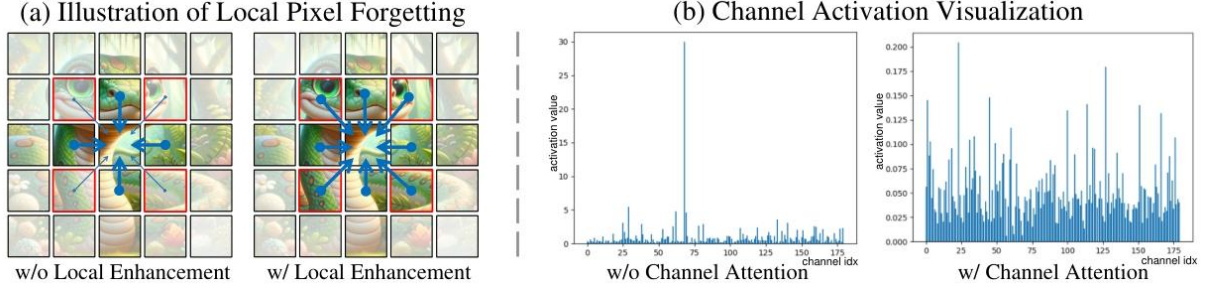 (a) Illustration of Local Pixel Forgetting
w/o Local Enhancement
w/ Local Enhancement
(b) Channel Activation Visualization
activation value
30
25
20
15
10
5
0
0 25 50 75 100 125 150 175
channel idx
w/o Channel Attention
activation value
0.200
0.175
0.150
0.125
0.100
0.075
0.050
0.025
0.000
0 25 50 75 100 125 150 175
channel idx
w/ Channel Attention